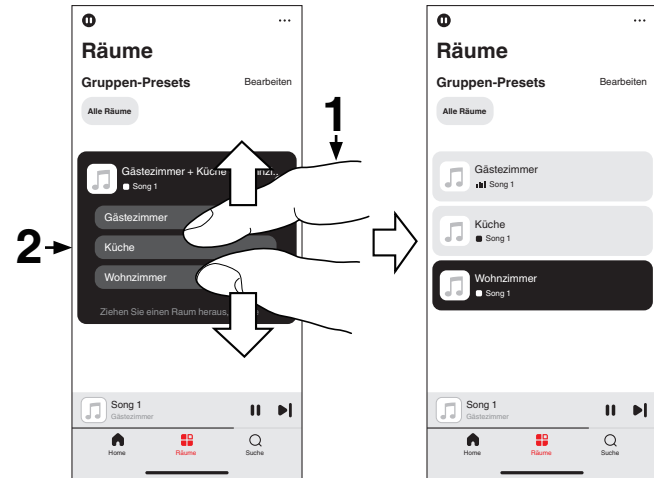 Räume
Gruppen-Presets Bearbeiten
Alle Räume
1
Gästezimmer + Küche
Song 1
Gästezimmer
2
Küche
Wohnzimmer
Ziehen Sie einen Raum heraus,
Song 1
Gästezimmer
Home Räume Suche
Räume
Gruppen-Presets Bearbeiten
Alle Räume
Gästezimmer
Song 1
Küche
Song 1
Wohnzimmer
Song 1
Song 1
Gästezimmer
Home Räume Suche